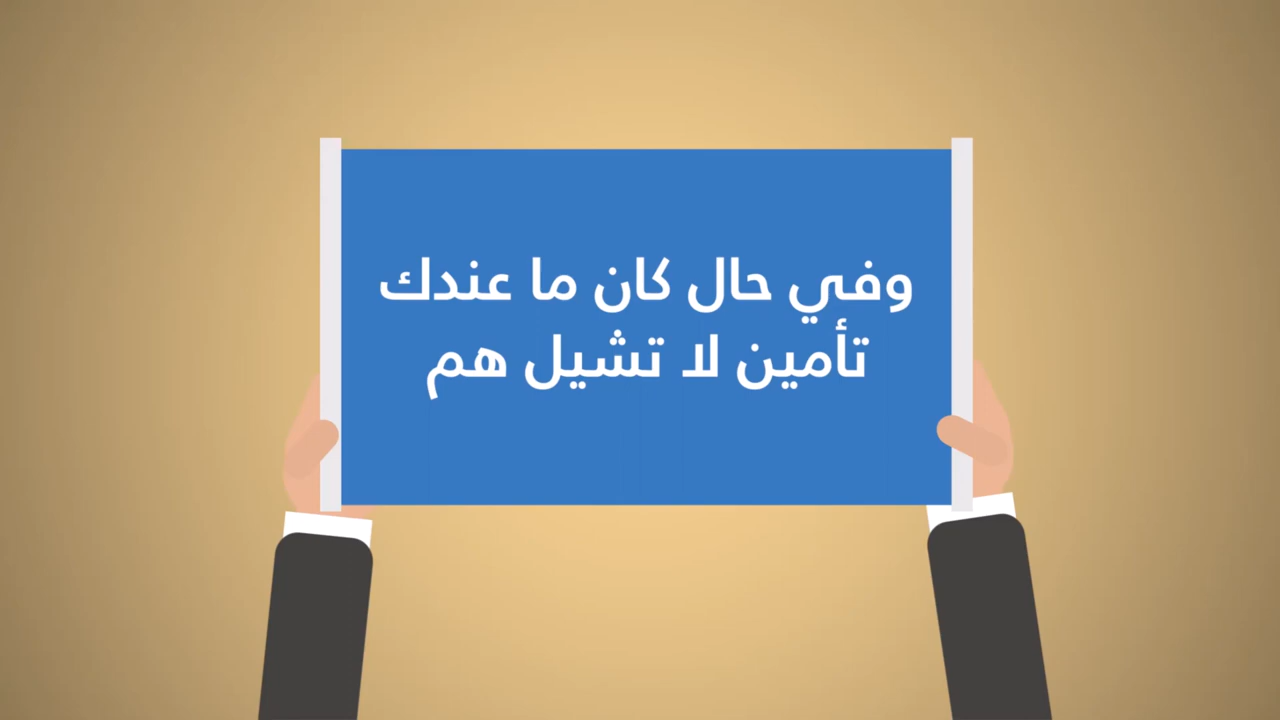 وفي حال كان ما عندك
تأمين لا تشيل هم